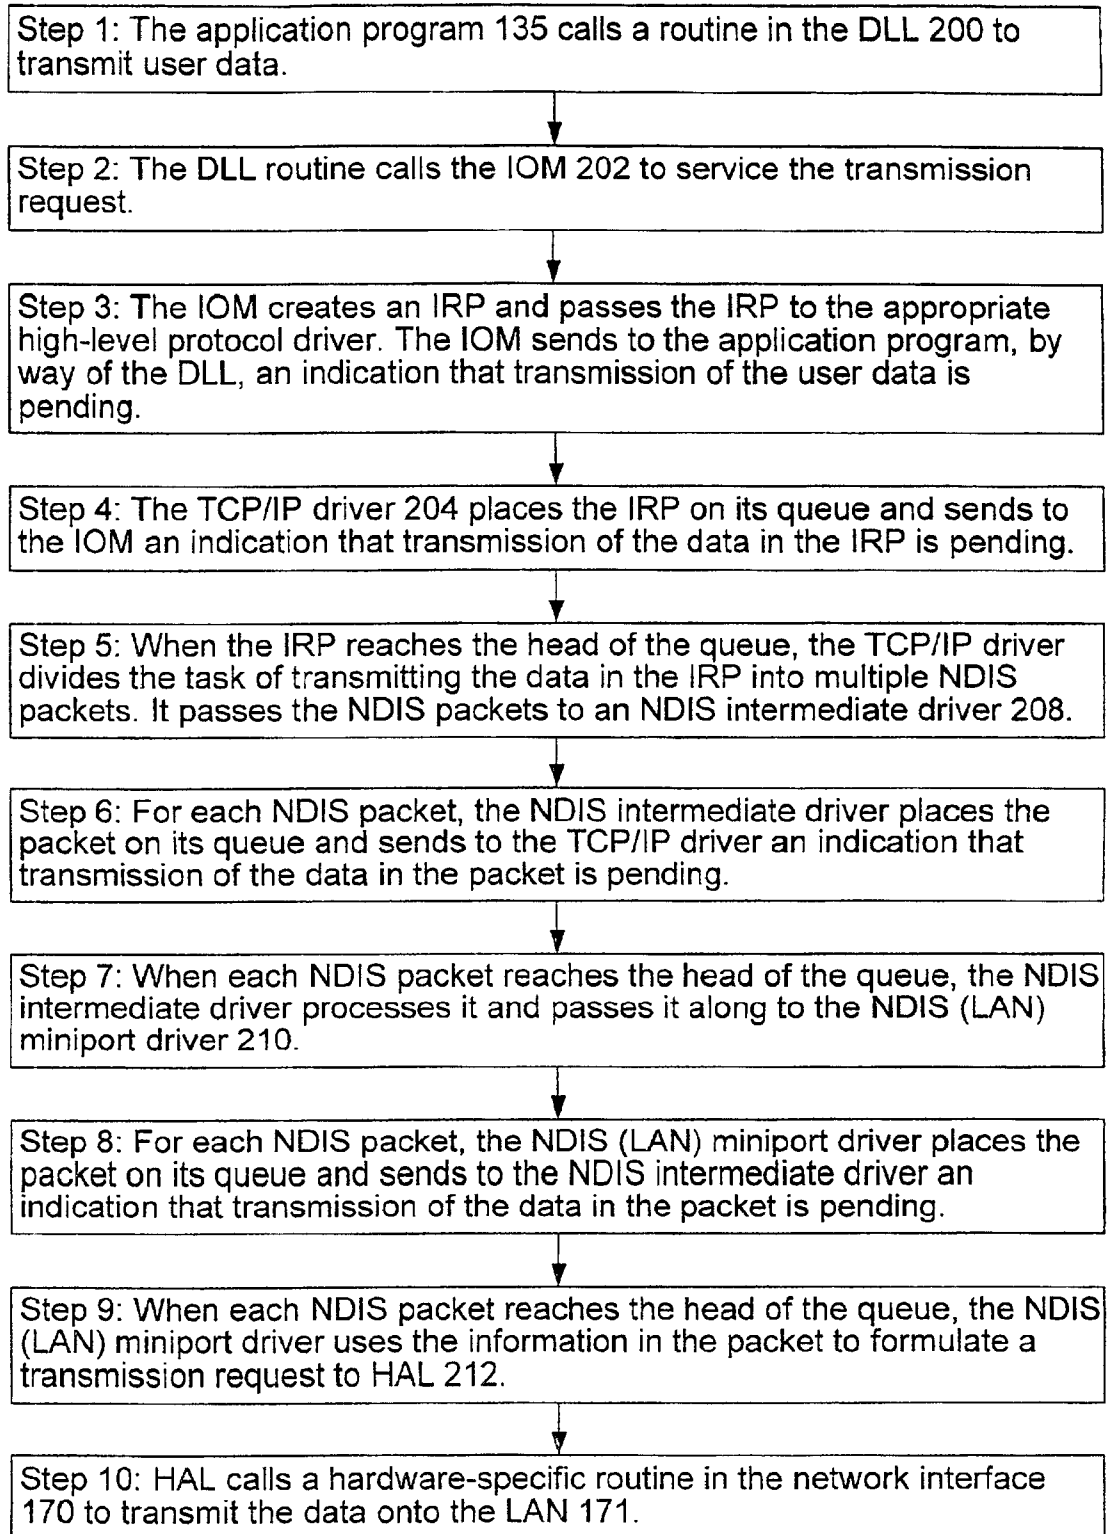 Step 1: The application program 135 calls a routine in the DLL 200 to
transmit user data.
Step 2: The DLL routine calls the IOM 202 to service the transmission
request.
Step 3: The IOM creates an IRP and passes the IRP to the appropriate
high-level protocol driver. The IOM sends to the application program, by
way of the DLL, an indication that transmission of the user data is
pending.
Step 4: The TCP/IP driver 204 places the IRP on its queue and sends to
the IOM an indication that transmission of the data in the IRP is pending.
Step 5: When the IRP reaches the head of the queue, the TCP/IP driver
divides the task of transmitting the data in the IRP into multiple NDIS
packets. It passes the NDIS packets to an NDIS intermediate driver 208.
Step 6: For each NDIS packet, the NDIS intermediate driver places the
packet on its queue and sends to the TCP/IP driver an indication that
transmission of the data in the packet is pending.
Step 7: When each NDIS packet reaches the head of the queue, the NDIS
intermediate driver processes it and passes it along to the NDIS (LAN)
miniport driver 210.
Step 8: For each NDIS packet, the NDIS (LAN) miniport driver places the
packet on its queue and sends to the NDIS intermediate driver an
indication that transmission of the data in the packet is pending.
Step 9: When each NDIS packet reaches the head of the queue, the NDIS
(LAN) miniport driver uses the information in the packet to formulate a
transmission request to HAL 212.
Step 10: HAL calls a hardware-specific routine in the network interface
170 to transmit the data onto the LAN 171.